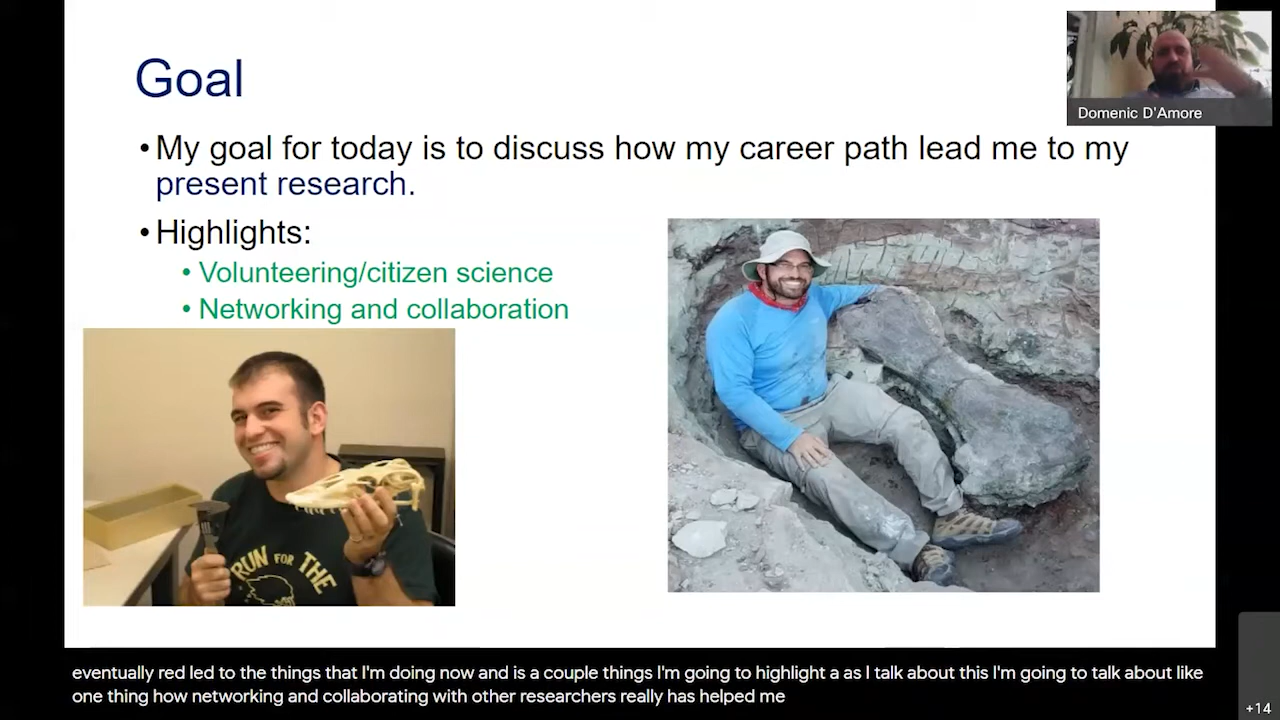 Goal
Domenic D'Amore
• My goal for today is to discuss how my career path lead me to my
present research.
• Highlights:
• Volunteering/citizen science
• Networking and collaboration
RUN FOR THE
eventually red led to the things that I'm doing now and is a couple things I'm going to highlight a as I talk about this I'm going to talk about like
one thing how networking and collaborating with other researchers really has helped me
+14